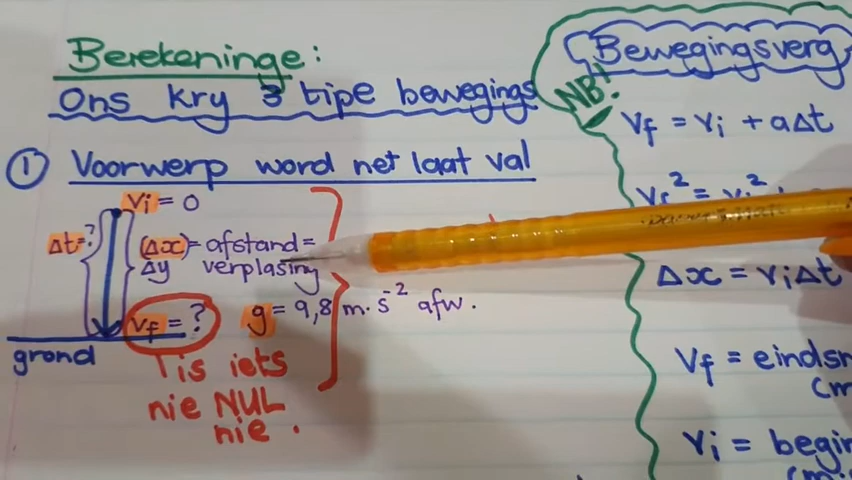 Berekeninge:
Ons kry 3 tipe bewegings
① Voorwerp word net laat val
vi = 0
Δt=?
(Δx) = afstand =
Δy verplasing
vf = ?
g = 9,8 m·s⁻² afw.
grond
is iets
nie NUL
nie.
NB!
Bewegingsverg
Vf = Vi + aΔt
Vf² = Vi² +
Δx = ViΔt
Vf = eindsn
(m
Vi = begin
(m